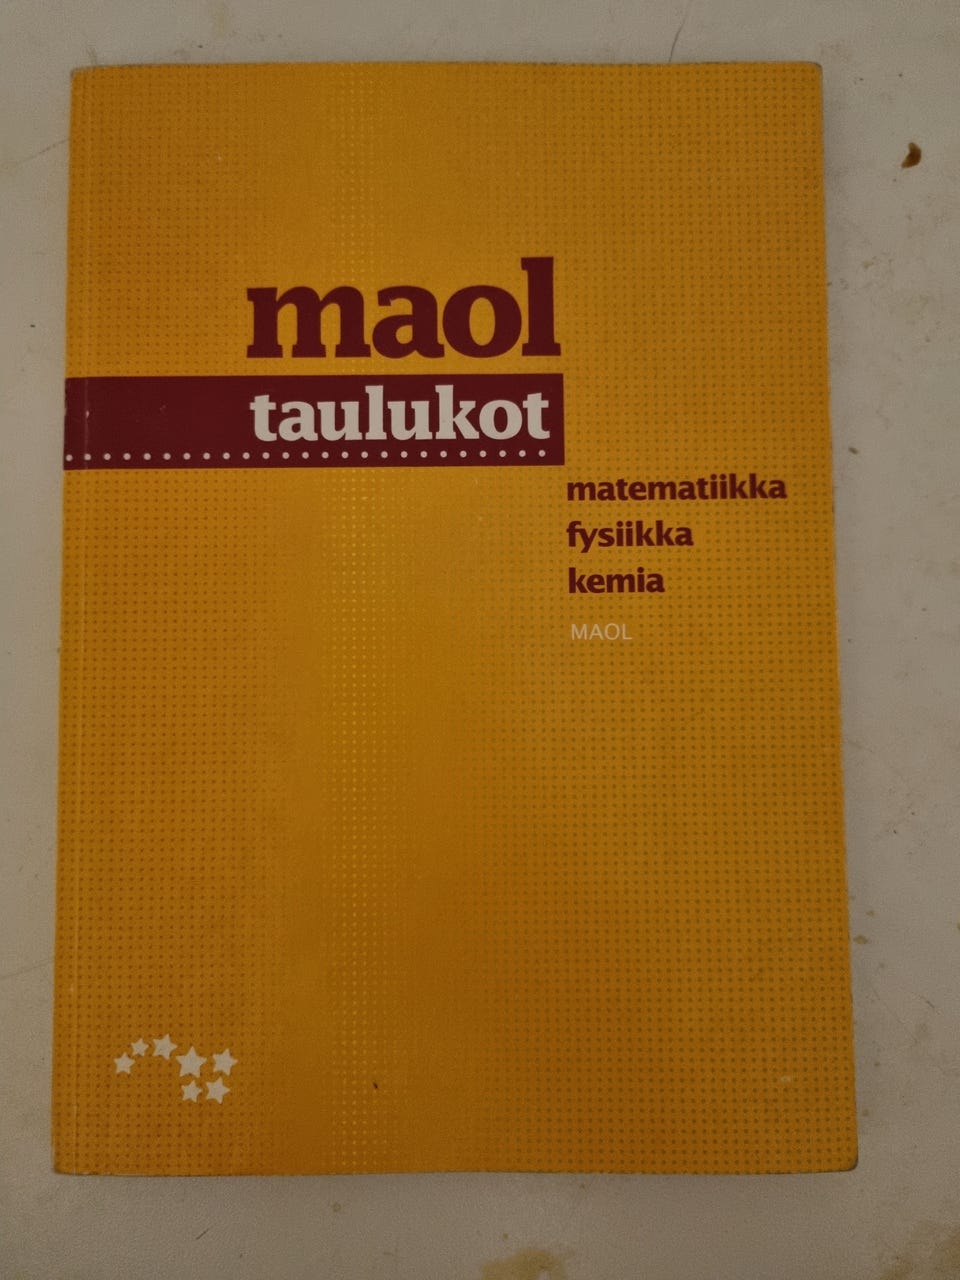 maol
taulukot
matematiikka
fysiikka
kemia
MAOL